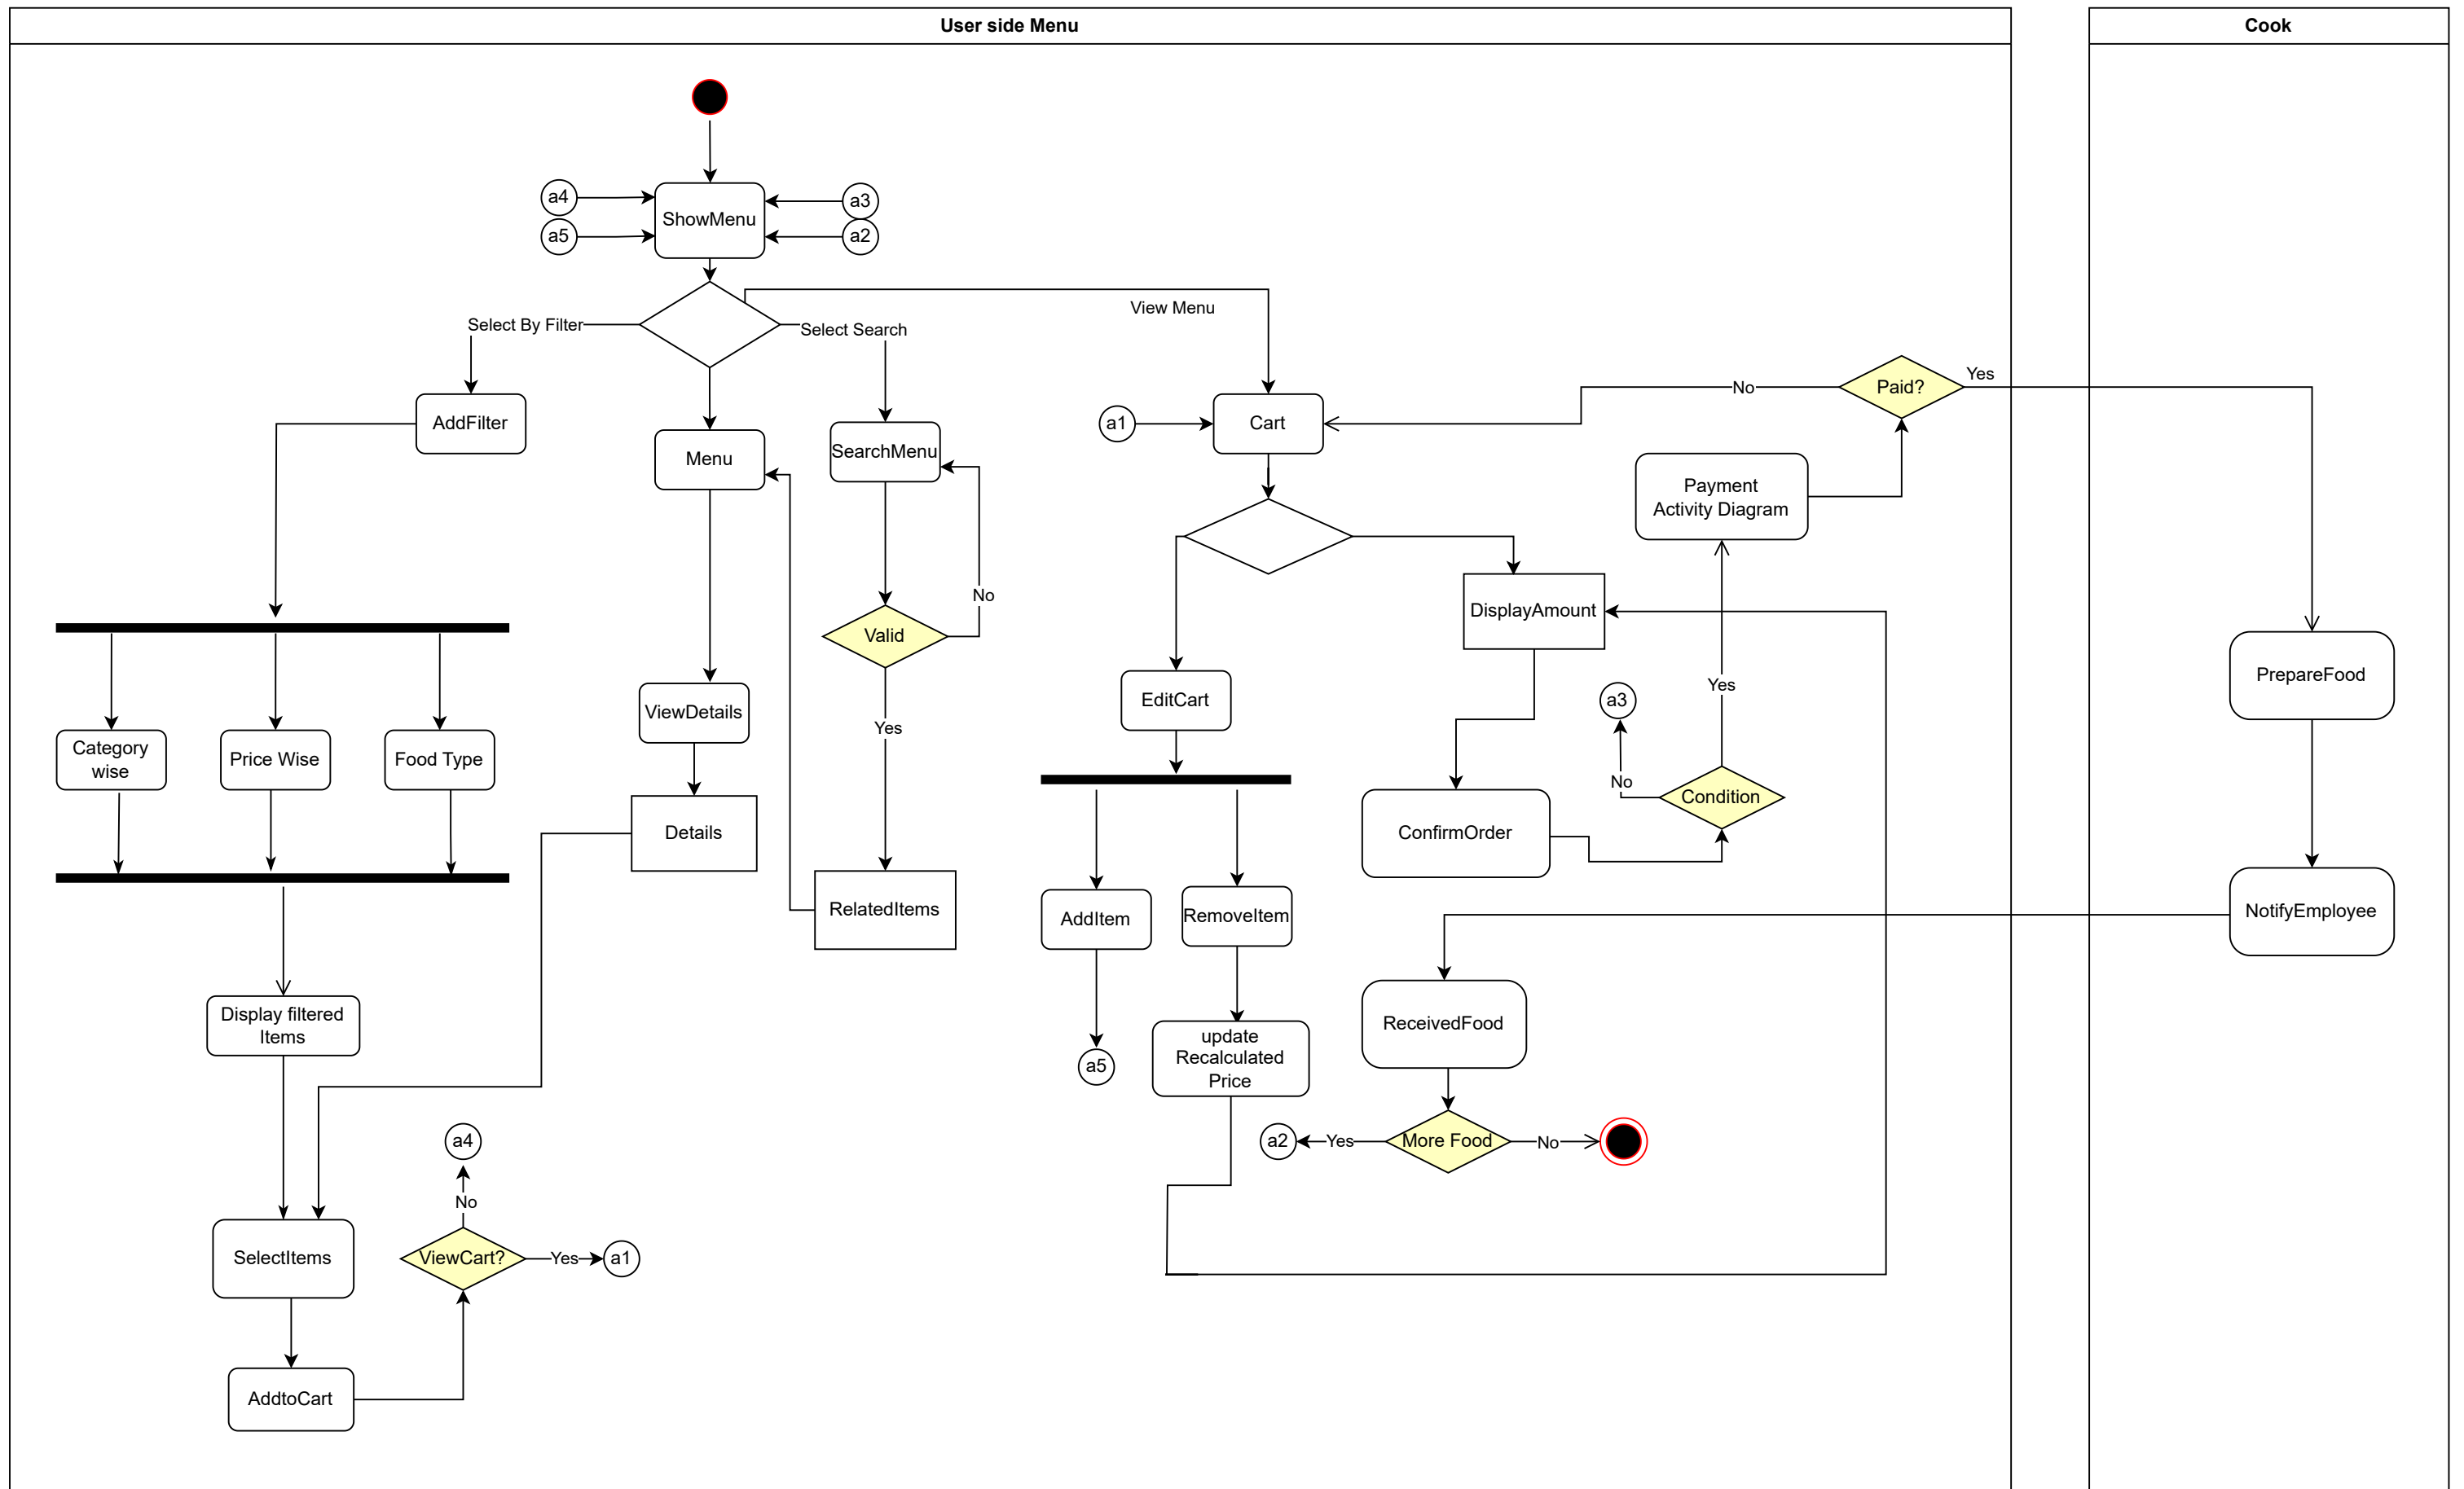 User side Menu
Cook
a4
a3
ShowMenu
a5
a2
View Menu
Select By Filter
Select Search
Paid?
Yes
No
AddFilter
a1
Cart
Menu
SearchMenu
Payment
Activity Diagram
No
DisplayAmount
Valid
PrepareFood
Yes
EditCart
a3
ViewDetails
Yes
Category
wise
Price Wise
Food Type
No
Condition
Details
ConfirmOrder
RelatedItems
AddItem
RemoveItem
NotifyEmployee
Display filtered
Items
ReceivedFood
update
Recalculated
Price
a5
a4
a2
Yes
More Food
No
No
SelectItems
ViewCart?
Yes
a1
AddtoCart